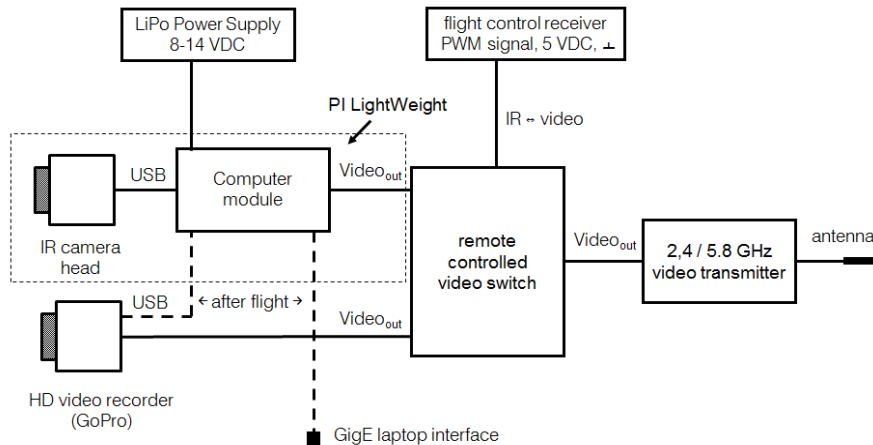 LiPo Power Supply
8-14 VDC
flight control receiver
PWM signal, 5 VDC, ⊥
PI LightWeight
IR ↔ video
USB
Computer
module
Videoout
IR camera
head
remote
controlled
video switch
Videoout
2,4 / 5.8 GHz
video transmitter
antenna
USB
← after flight →
Videoout
HD video recorder
(GoPro)
GigE laptop interface